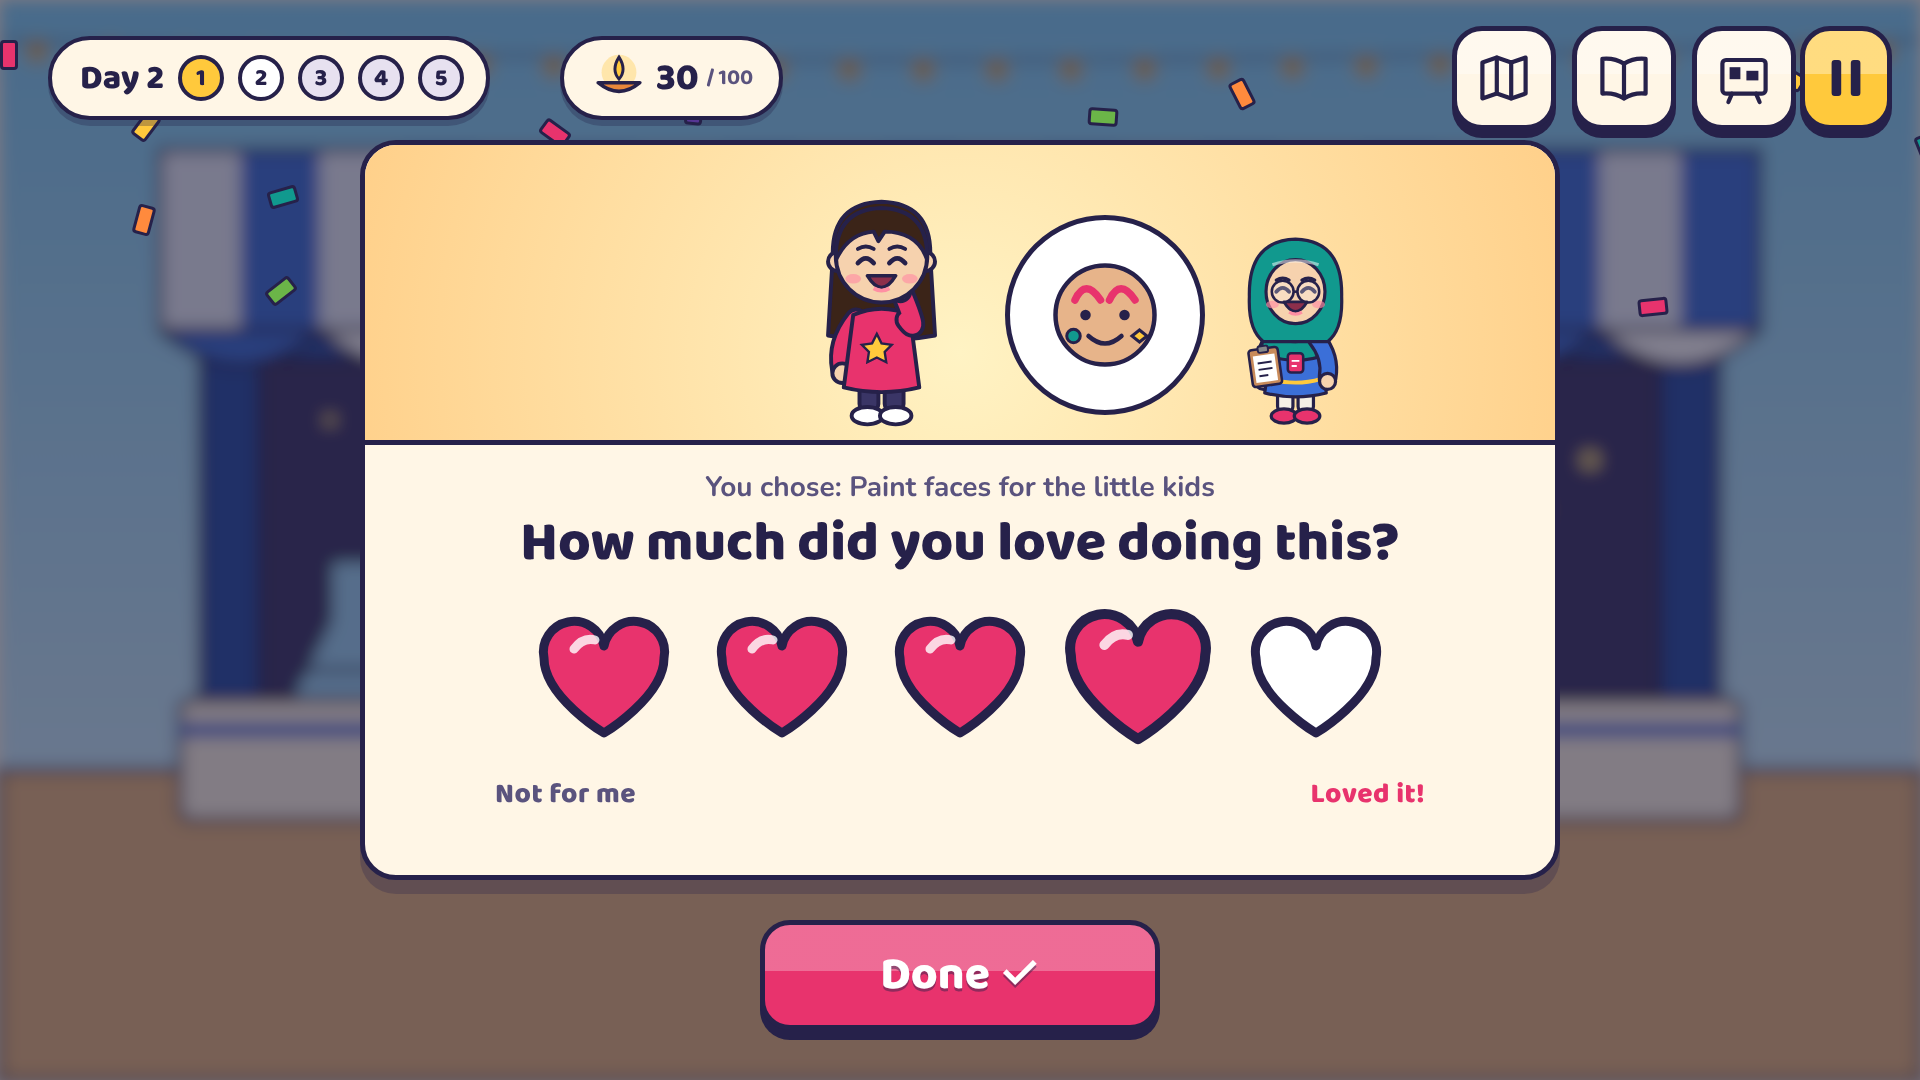 Day 2 1 2 3 4 5
30 / 100
You chose: Paint faces for the little kids
How much did you love doing this?
Not for me
Loved it!
Done